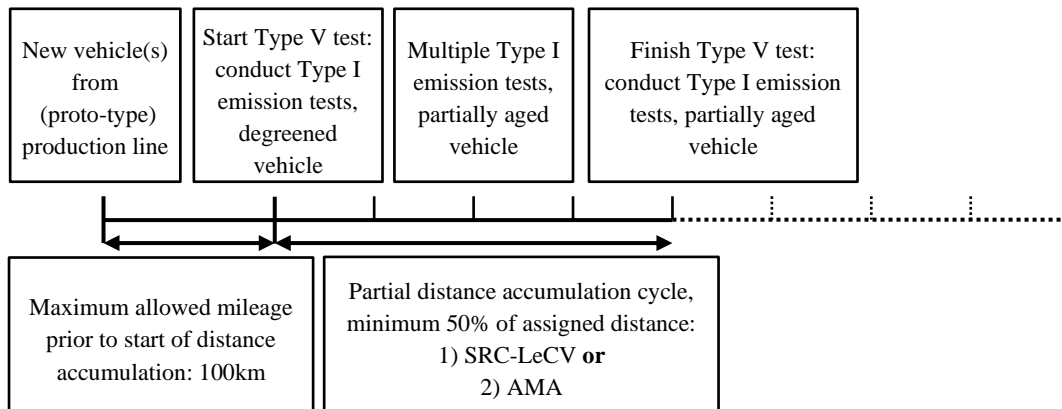 New vehicle(s)
from
(proto-type)
production line
Start Type V test:
conduct Type I
emission tests,
degreened
vehicle
Multiple Type I
emission tests,
partially aged
vehicle
Finish Type V test:
conduct Type I emission
tests, partially aged
vehicle
Maximum allowed mileage
prior to start of distance
accumulation: 100km
Partial distance accumulation cycle,
minimum 50% of assigned distance:
1) SRC-LeCV or
2) AMA